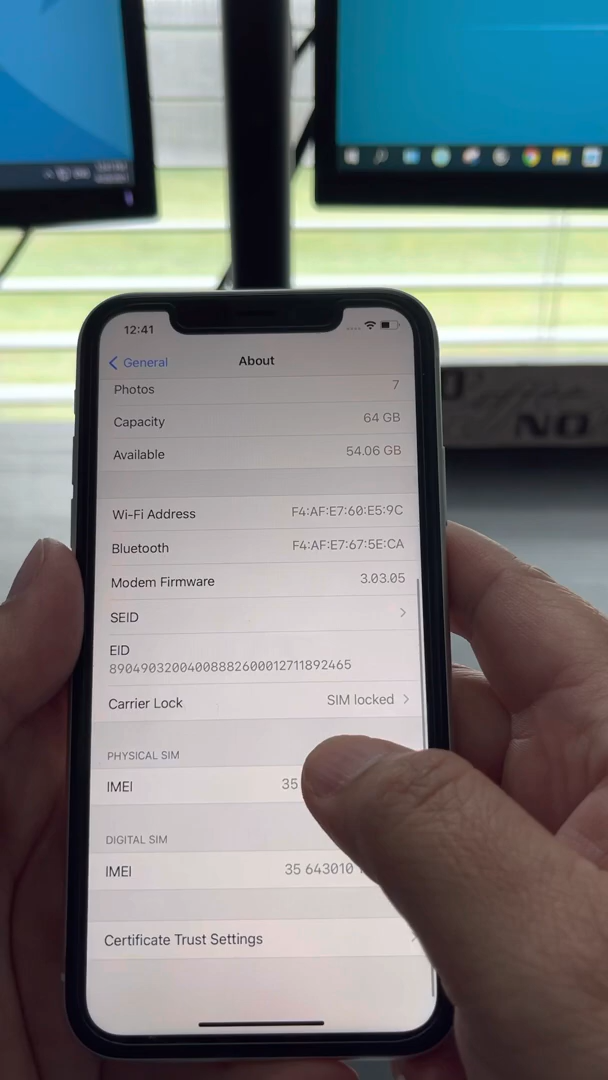 12:41
General
About
Photos 7
Capacity 64 GB
Available 54.06 GB
Wi-Fi Address F4:AF:E7:60:E5:9C
Bluetooth F4:AF:E7:67:5E:CA
Modem Firmware 3.03.05
SEID
EID
89049032004008882600012711892465
Carrier Lock SIM locked
PHYSICAL SIM
IMEI 35
DIGITAL SIM
IMEI 35 643010
Certificate Trust Settings
NO